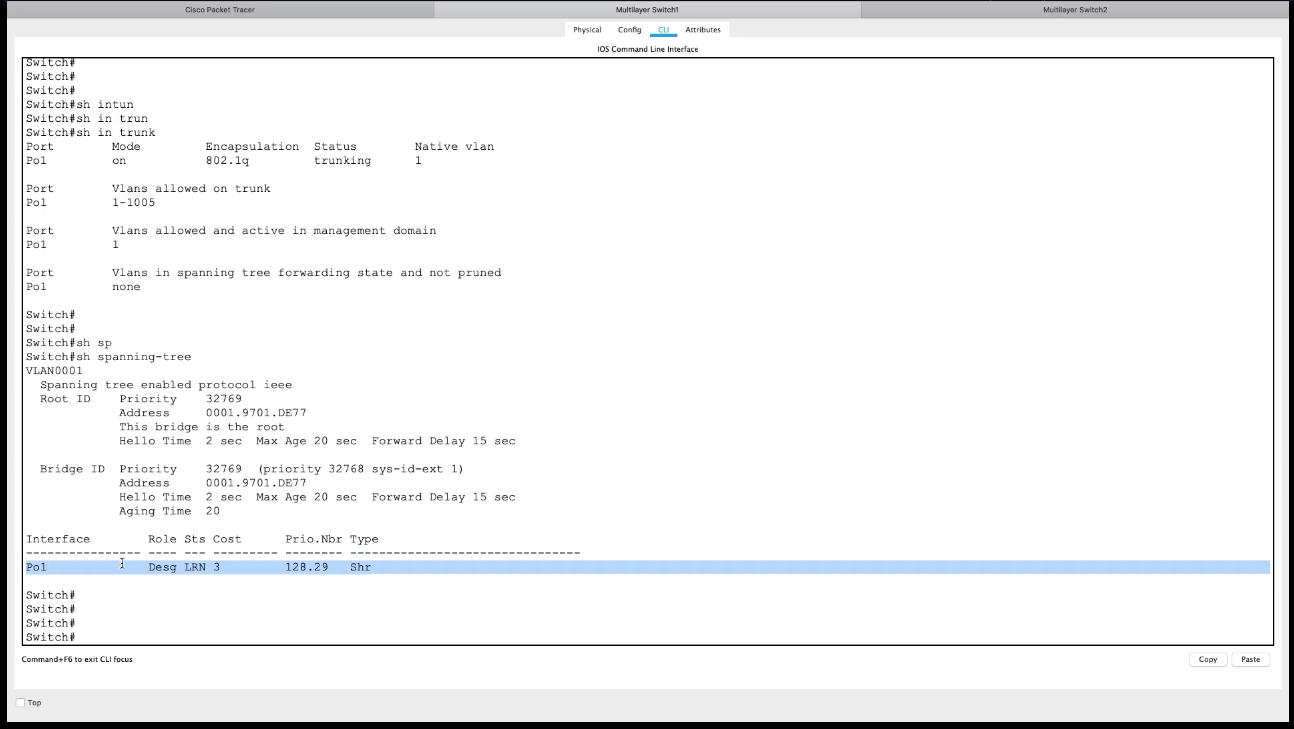 Cisco Packet Tracer Multilayer Switch1 Multilayer Switch2
Physical Config CLI Attributes
IOS Command Line Interface
Switch#
Switch#
Switch#
Switch#sh intun
Switch#sh in trun
Switch#sh in trunk
Port Mode Encapsulation Status Native vlan
Po1 on 802.1q trunking 1
Port Vlans allowed on trunk
Po1 1-1005
Port Vlans allowed and active in management domain
Po1 1
Port Vlans in spanning tree forwarding state and not pruned
Po1 none
Switch#
Switch#
Switch#sh sp
Switch#sh spanning-tree
VLAN0001
Spanning tree enabled protocol ieee
Root ID Priority 32769
Address 0001.9701.DE77
This bridge is the root
Hello Time 2 sec Max Age 20 sec Forward Delay 15 sec
Bridge ID Priority 32769 (priority 32768 sys-id-ext 1)
Address 0001.9701.DE77
Hello Time 2 sec Max Age 20 sec Forward Delay 15 sec
Aging Time 20
Interface Role Sts Cost Prio.Nbr Type
---------------- ---- --- --------- -------- --------------------------------
Po1 Desg LRN 3 128.29 Shr
Switch#
Switch#
Switch#
Switch#
Command+F6 to exit CLI focus Copy Paste
Top